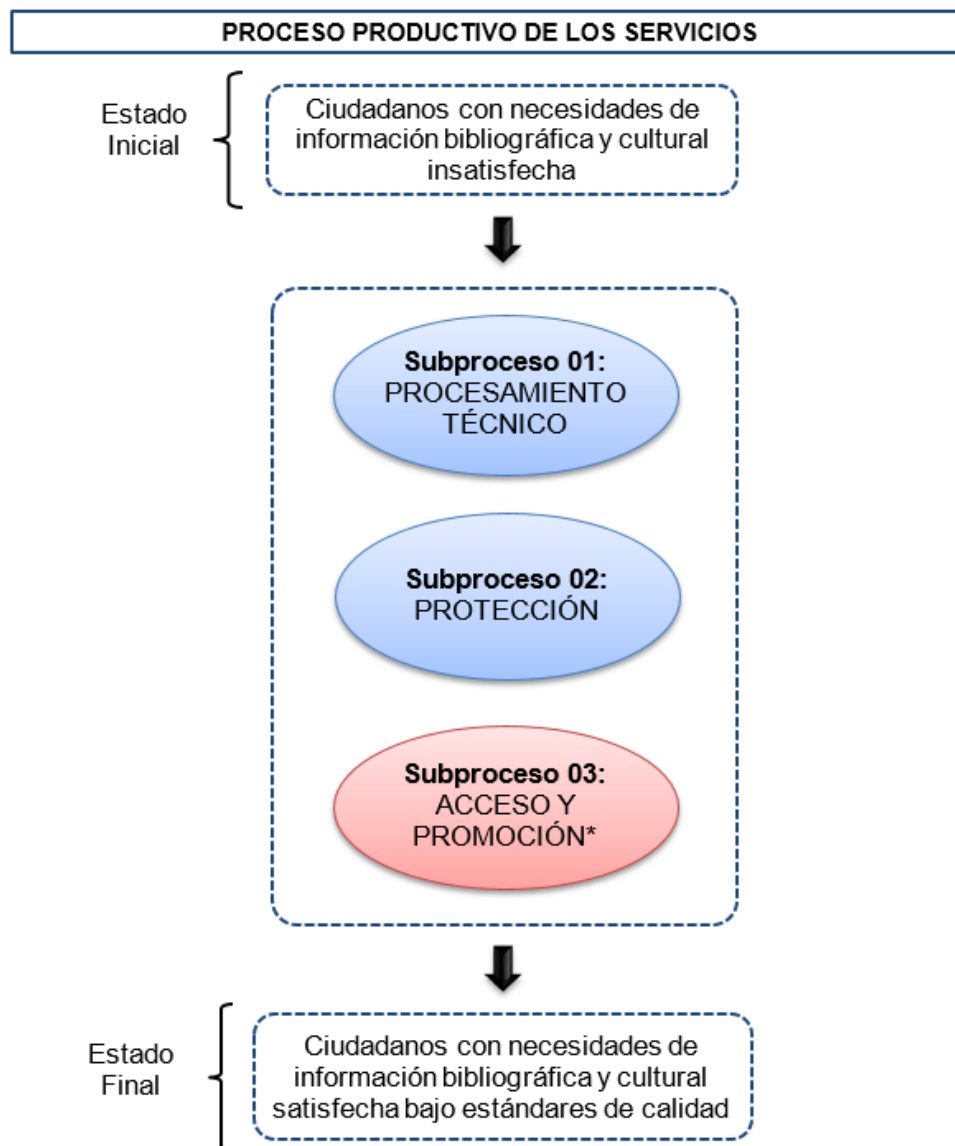 PROCESO PRODUCTIVO DE LOS SERVICIOS
Estado
Inicial
Ciudadanos con necesidades de
información bibliográfica y cultural
insatisfecha
Subproceso 01:
PROCESAMIENTO
TÉCNICO
Subproceso 02:
PROTECCIÓN
Subproceso 03:
ACCESO Y
PROMOCIÓN*
Estado
Final
Ciudadanos con necesidades de
información bibliográfica y cultural
satisfecha bajo estándares de calidad